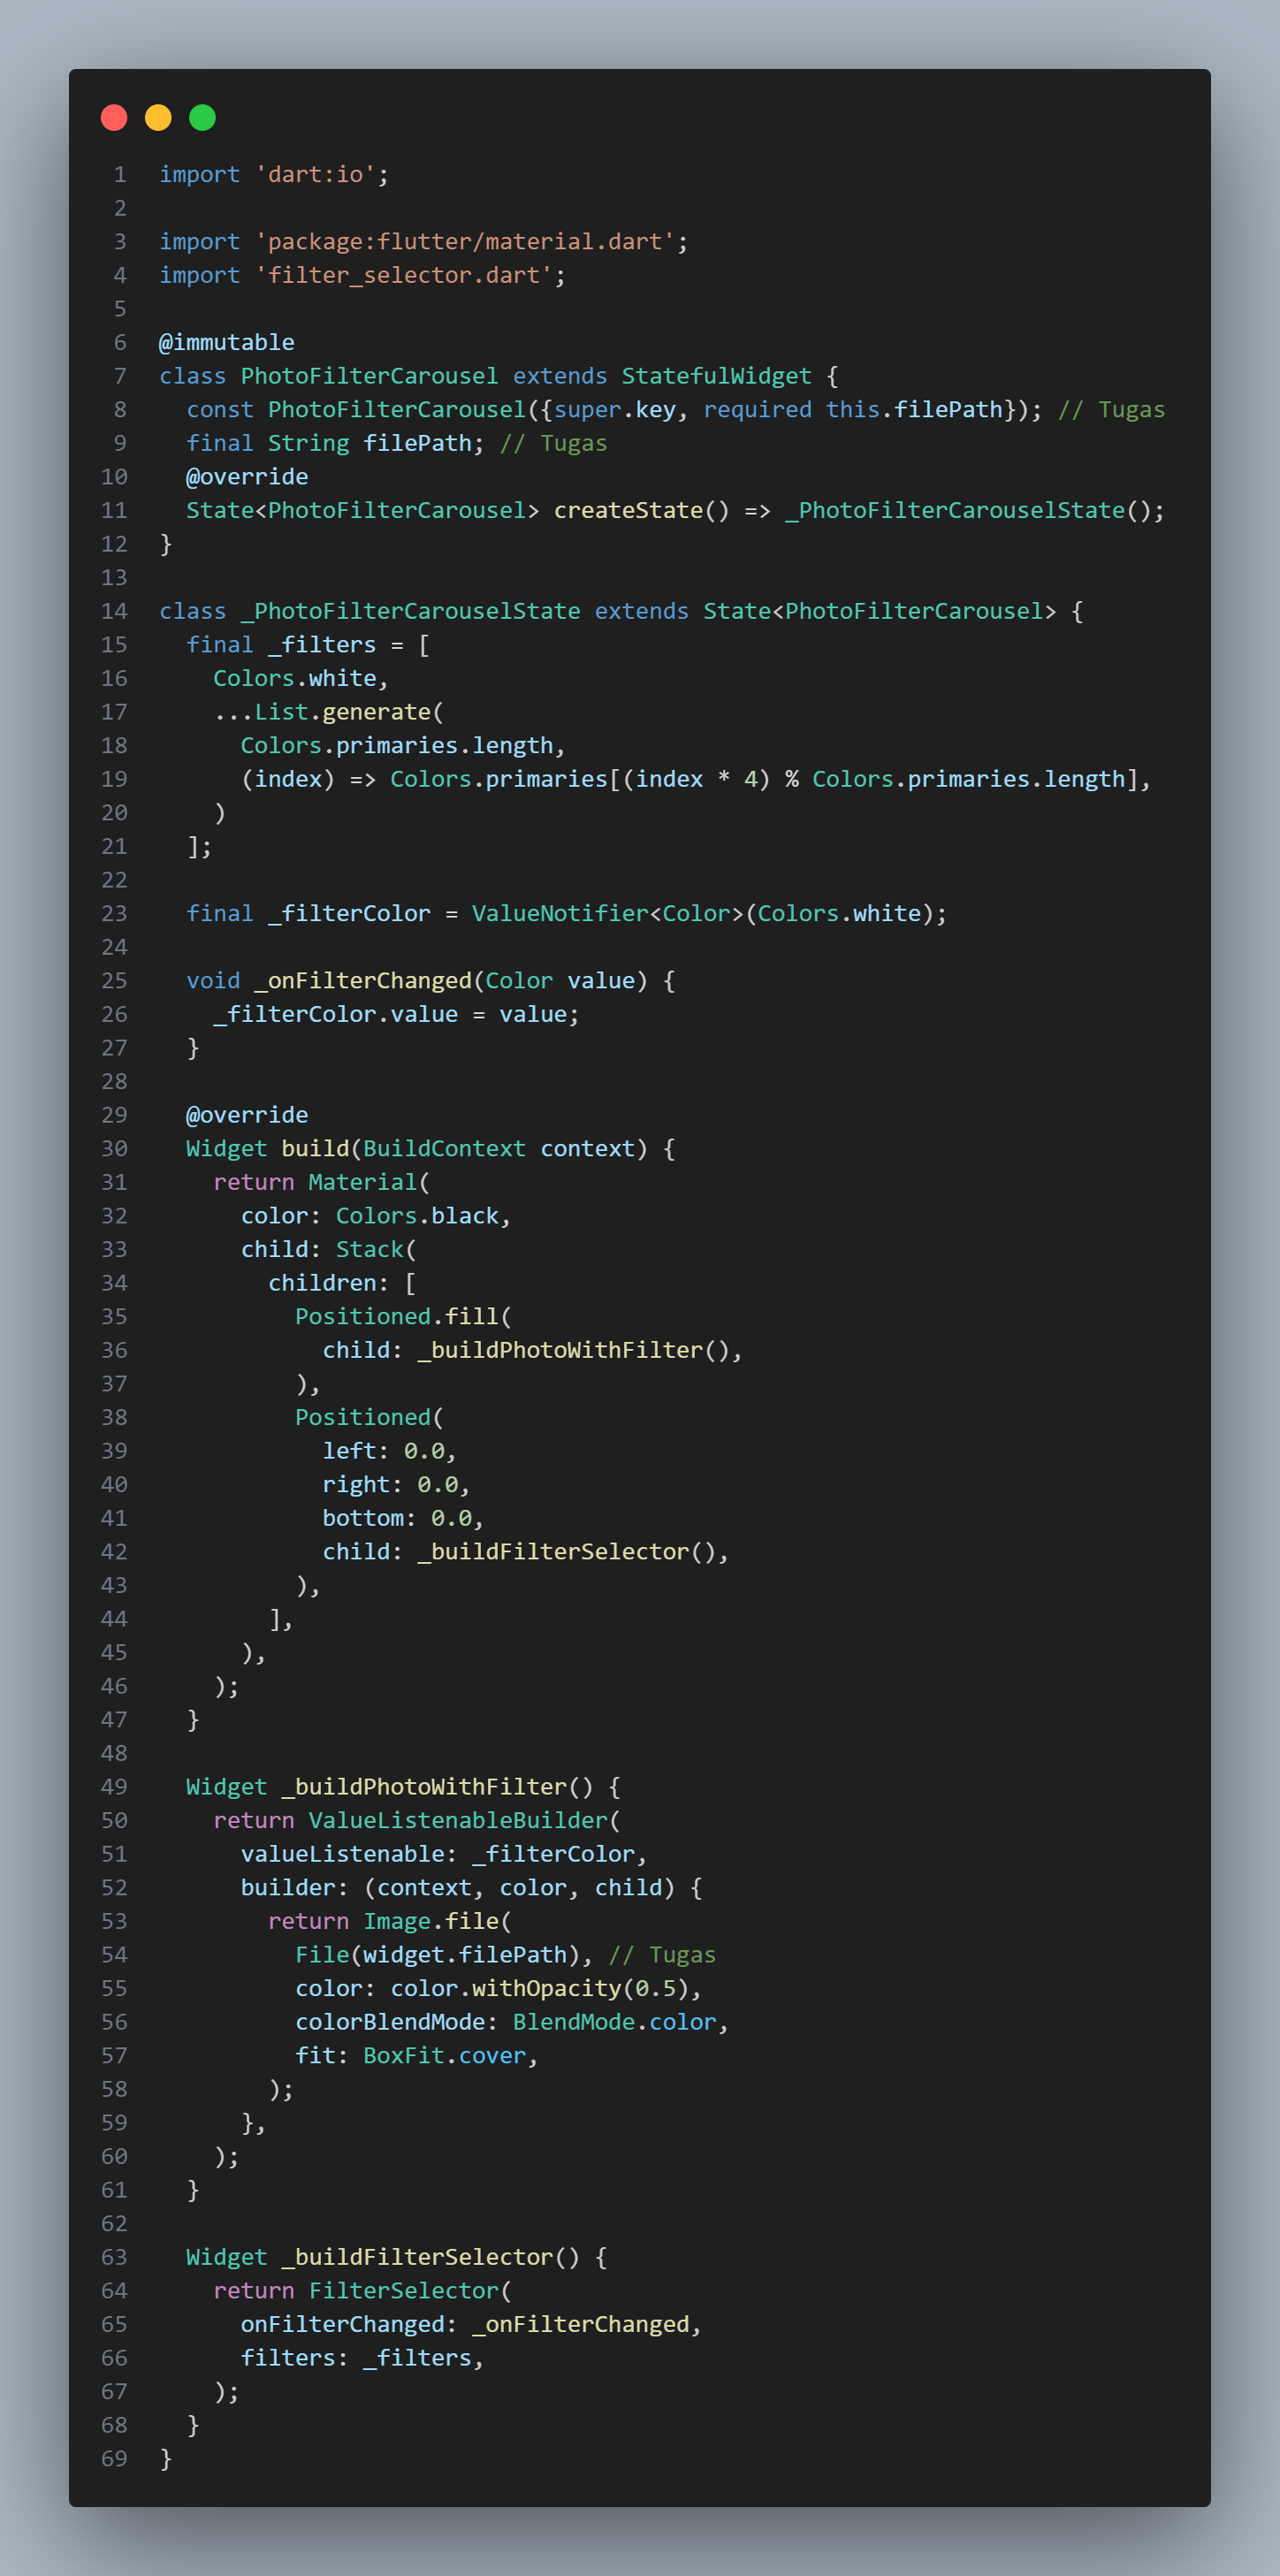 1 import 'dart:io';
2
3 import 'package:flutter/material.dart';
4 import 'filter_selector.dart';
5
6 @immutable
7 class PhotoFilterCarousel extends StatefulWidget {
8   const PhotoFilterCarousel({super.key, required this.filePath}); // Tugas
9   final String filePath; // Tugas
10   @override
11   State<PhotoFilterCarousel> createState() => _PhotoFilterCarouselState();
12 }
13
14 class _PhotoFilterCarouselState extends State<PhotoFilterCarousel> {
15   final _filters = [
16     Colors.white,
17     ...List.generate(
18       Colors.primaries.length,
19       (index) => Colors.primaries[(index * 4) % Colors.primaries.length],
20     )
21   ];
22
23   final _filterColor = ValueNotifier<Color>(Colors.white);
24
25   void _onFilterChanged(Color value) {
26     _filterColor.value = value;
27   }
28
29   @override
30   Widget build(BuildContext context) {
31     return Material(
32       color: Colors.black,
33       child: Stack(
34         children: [
35           Positioned.fill(
36             child: _buildPhotoWithFilter(),
37           ),
38           Positioned(
39             left: 0.0,
40             right: 0.0,
41             bottom: 0.0,
42             child: _buildFilterSelector(),
43           ),
44         ],
45       ),
46     );
47   }
48
49   Widget _buildPhotoWithFilter() {
50     return ValueListenableBuilder(
51       valueListenable: _filterColor,
52       builder: (context, color, child) {
53         return Image.file(
54           File(widget.filePath), // Tugas
55           color: color.withOpacity(0.5),
56           colorBlendMode: BlendMode.color,
57           fit: BoxFit.cover,
58         );
59       },
60     );
61   }
62
63   Widget _buildFilterSelector() {
64     return FilterSelector(
65       onFilterChanged: _onFilterChanged,
66       filters: _filters,
67     );
68   }
69 }